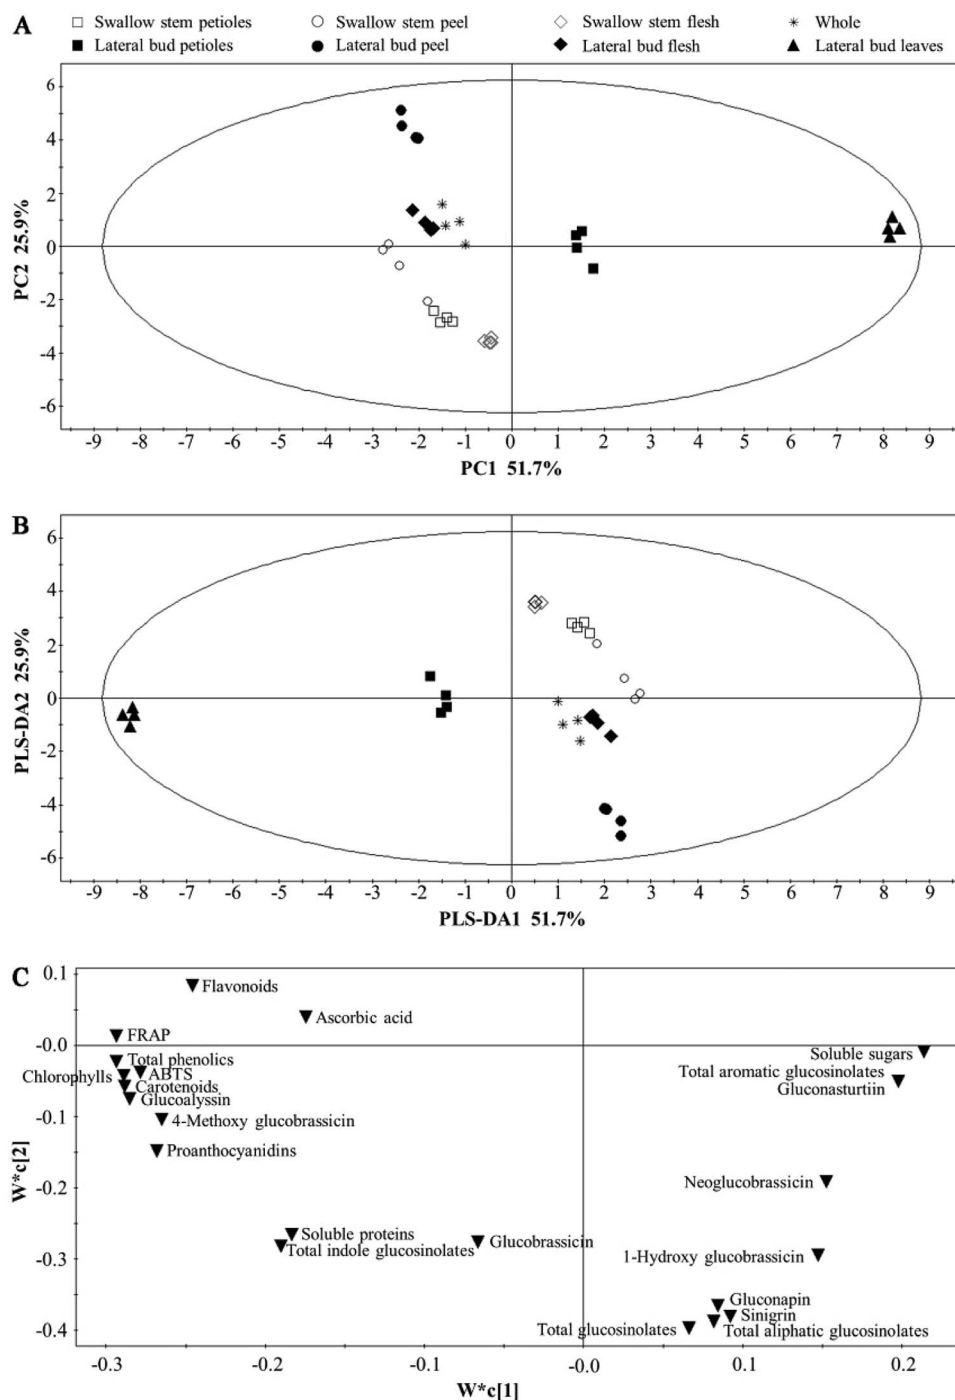 A
Swallow stem petioles Swallow stem peel Swallow stem flesh Whole
Lateral bud petioles Lateral bud peel Lateral bud flesh Lateral bud leaves
6
4
2
0
-2
-4
-6
PC2 25.9%
-9 -8 -7 -6 -5 -4 -3 -2 -1 0 1 2 3 4 5 6 7 8 9
PC1 51.7%
B
6
4
2
0
-2
-4
-6
PLS-DA2 25.9%
-9 -8 -7 -6 -5 -4 -3 -2 -1 0 1 2 3 4 5 6 7 8 9
PLS-DA1 51.7%
C
0.1
-0.0
-0.1
-0.2
-0.3
-0.4
W*c[2]
Flavonoids
Ascorbic acid
FRAP
Total phenolics
Chlorophylls
ABTS
Carotenoids
Glucoalyssin
4-Methoxy glucobrassicin
Proanthocyanidins
Soluble proteins
Total indole glucosinolates
Glucobrassicin
Soluble sugars
Total aromatic glucosinolates
Gluconasturtiin
Neoglucobrassicin
1-Hydroxy glucobrassicin
Gluconapin
Sinigrin
Total glucosinolates
Total aliphatic glucosinolates
-0.3 -0.2 -0.1 -0.0 0.1 0.2
W*c[1]